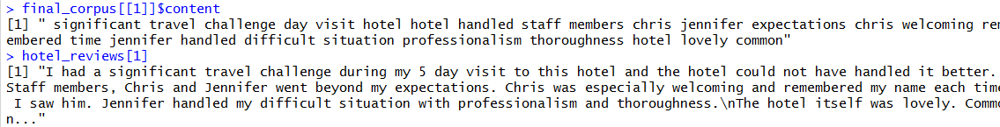 > final_corpus[[1]]$content
[1] " significant travel challenge day visit hotel hotel handled staff members chris jennifer expectations chris welcoming rem
embered time jennifer handled difficult situation professionalism thoroughness hotel lovely common"
> hotel_reviews[1]
[1] "I had a significant travel challenge during my 5 day visit to this hotel and the hotel could not have handled it better.
Staff members, Chris and Jennifer went beyond my expectations. Chris was especially welcoming and remembered my name each time
 I saw him. Jennifer handled my difficult situation with professionalism and thoroughness.\nThe hotel itself was lovely. Commo
n..."